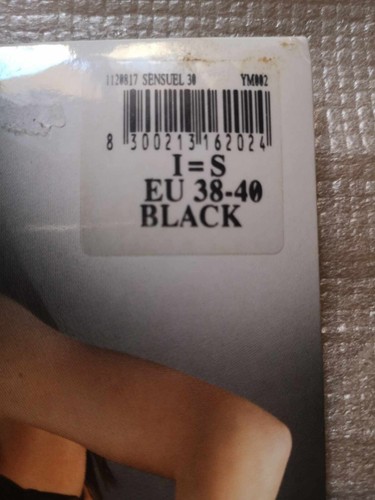 1120817 SENSUEL 30 YM002
8 300213 162024
I = S
EU 38-40
BLACK